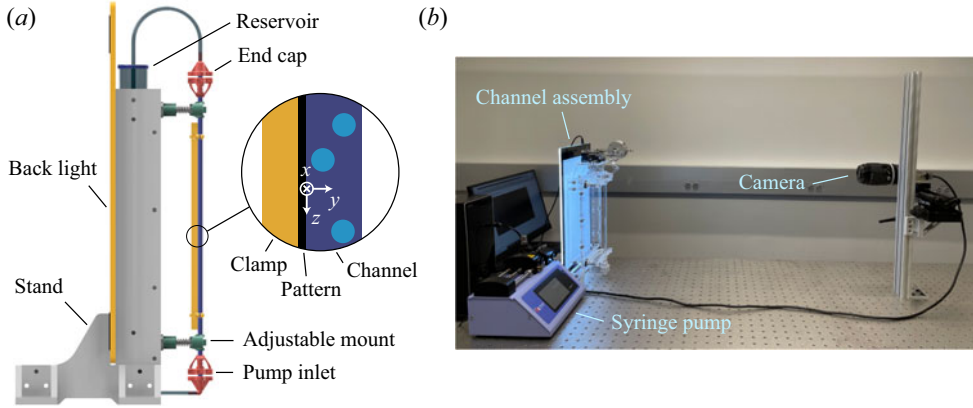 (a)
Reservoir
End cap
Back light
x
y
z
Clamp
Channel
Pattern
Stand
Adjustable mount
Pump inlet
(b)
Channel assembly
Camera
Syringe pump